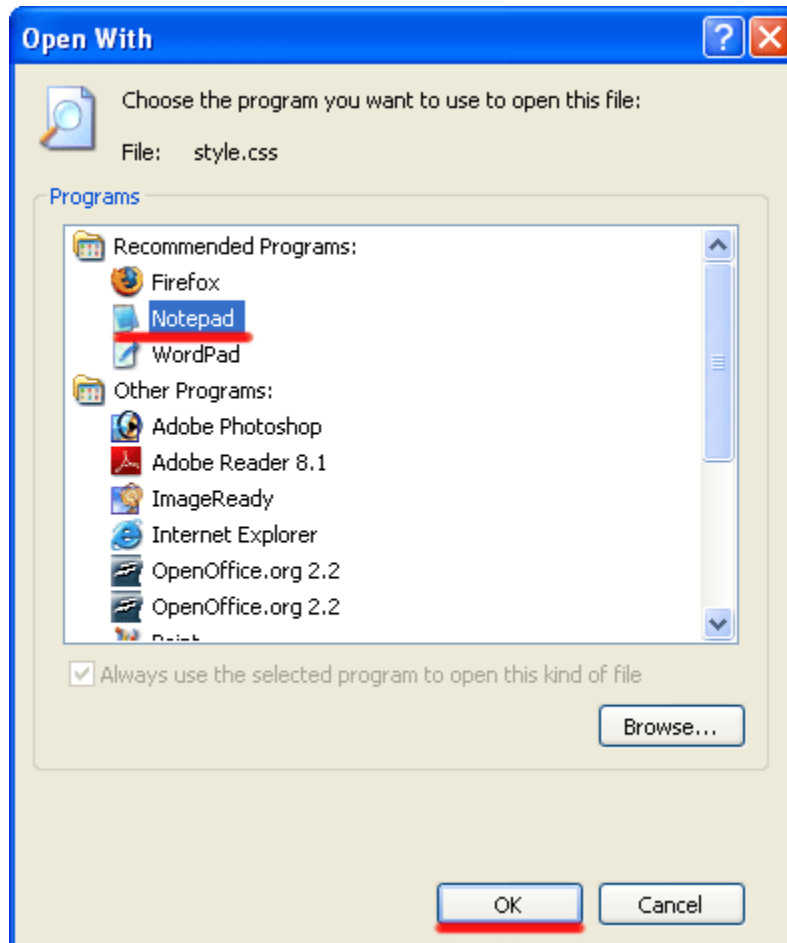 Open With
Choose the program you want to use to open this file:
File: style.css
Programs
Recommended Programs:
Firefox
Notepad
WordPad
Other Programs:
Adobe Photoshop
Adobe Reader 8.1
ImageReady
Internet Explorer
OpenOffice.org 2.2
OpenOffice.org 2.2
Paint
Always use the selected program to open this kind of file
Browse...
OK
Cancel